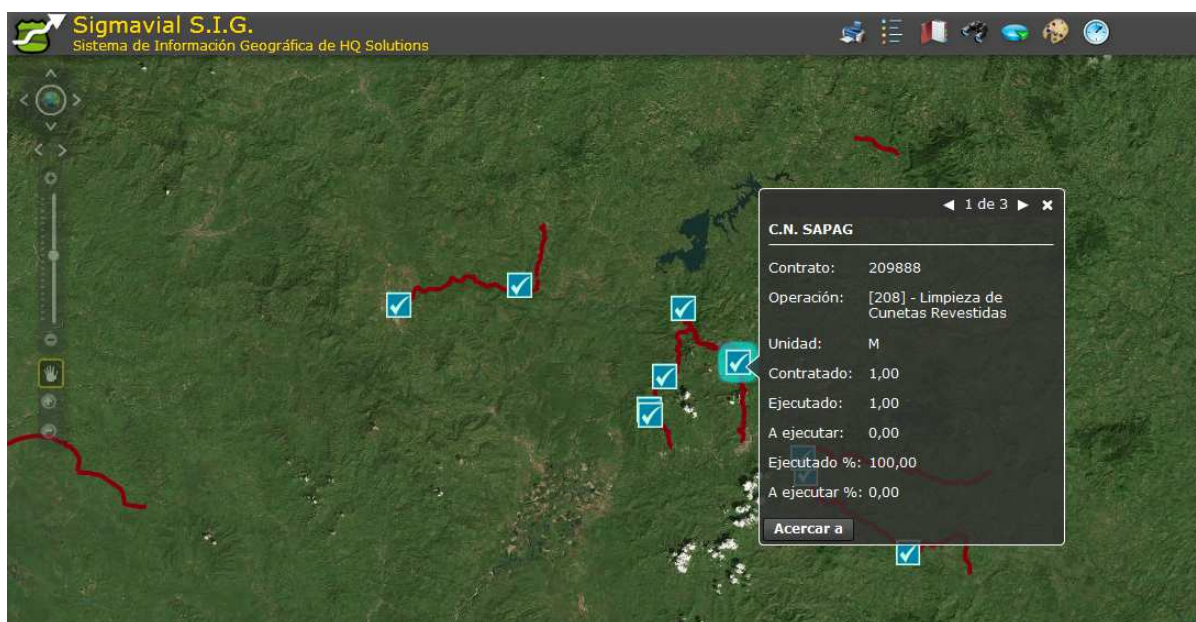 Sigmavial S.I.G.
Sistema de Información Geográfica de HQ Solutions
1 de 3
C.N. SAPAG
Contrato: 209888
Operación: [208] - Limpieza de
Cunetas Revestidas
Unidad: M
Contratado: 1,00
Ejecutado: 1,00
A ejecutar: 0,00
Ejecutado %: 100,00
A ejecutar %: 0,00
Acercar a